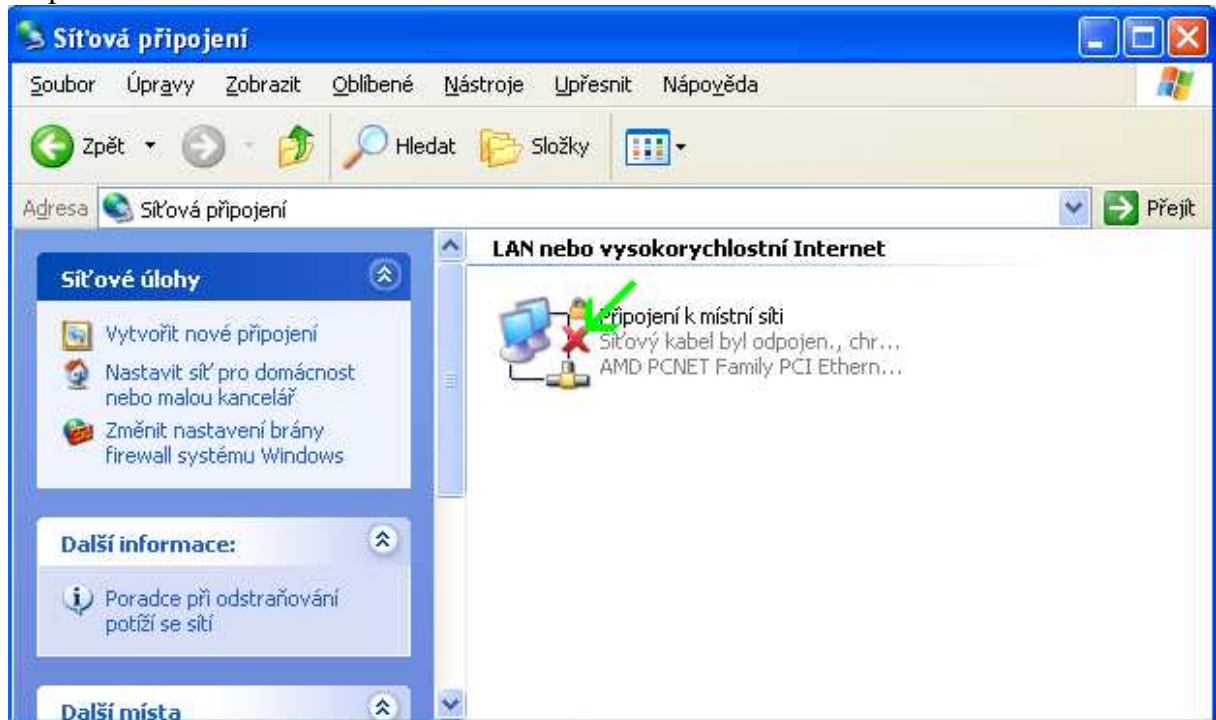 Síťová připojení
Soubor Úpravy Zobrazit Oblíbené Nástroje Upřesnit Nápověda
Zpět Hledat Složky
Adresa Síťová připojení Přejít
Síťové úlohy
Vytvořit nové připojení
Nastavit síť pro domácnost
nebo malou kancelář
Změnit nastavení brány
firewall systému Windows
Další informace:
Poradce při odstraňování
potíží se sítí
Další místa
LAN nebo vysokorychlostní Internet
Připojení k místní síti
Síťový kabel byl odpojen., chr...
AMD PCNET Family PCI Ethern...